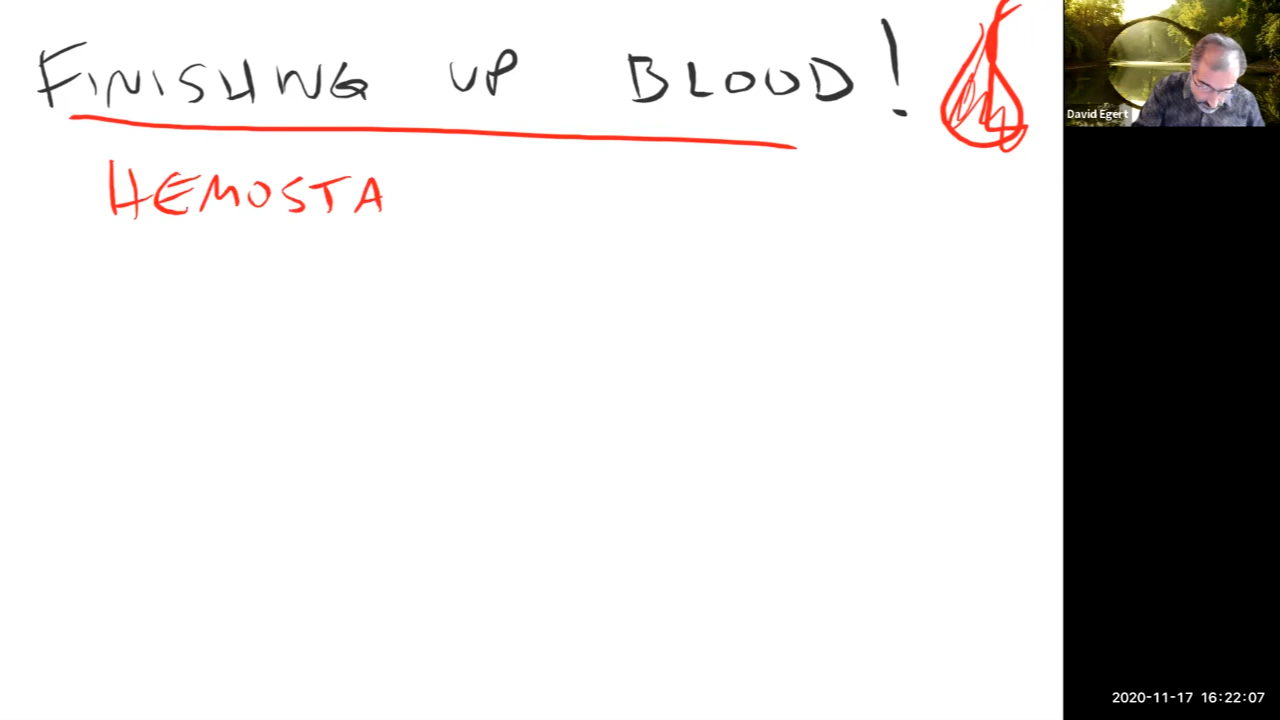 FINISHING UP BLOOD!
HEMOSTA
David Egert
2020-11-17 16:22:07